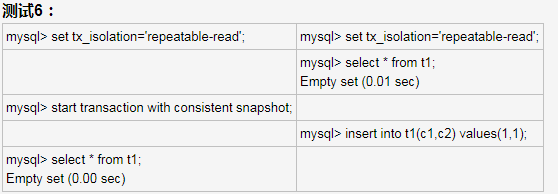 测试6：
mysql> set tx_isolation='repeatable-read'; mysql> set tx_isolation='repeatable-read';
mysql> select * from t1;
Empty set (0.01 sec)
mysql> start transaction with consistent snapshot;
mysql> insert into t1(c1,c2) values(1,1);
mysql> select * from t1;
Empty set (0.00 sec)